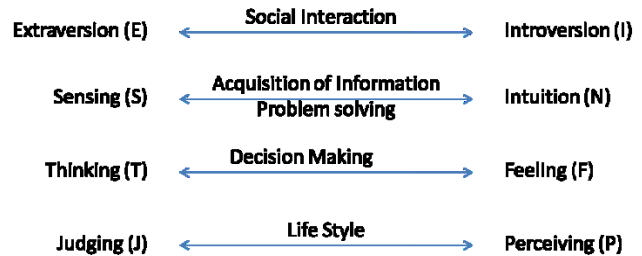 Social Interaction
Extraversion (E) Introversion (I)
Acquisition of Information
Sensing (S) Intuition (N)
Problem solving
Decision Making
Thinking (T) Feeling (F)
Life Style
Judging (J) Perceiving (P)